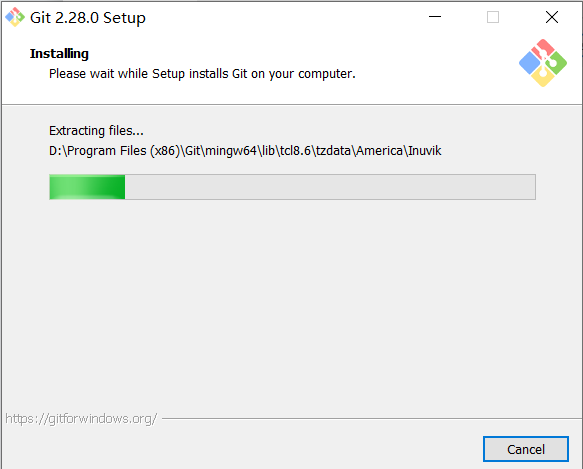 Git 2.28.0 Setup
Installing
Please wait while Setup installs Git on your computer.
Extracting files...
D:\Program Files (x86)\Git\mingw64\lib\tcl8.6\tzdata\America\Inuvik
https://gitforwindows.org/
Cancel